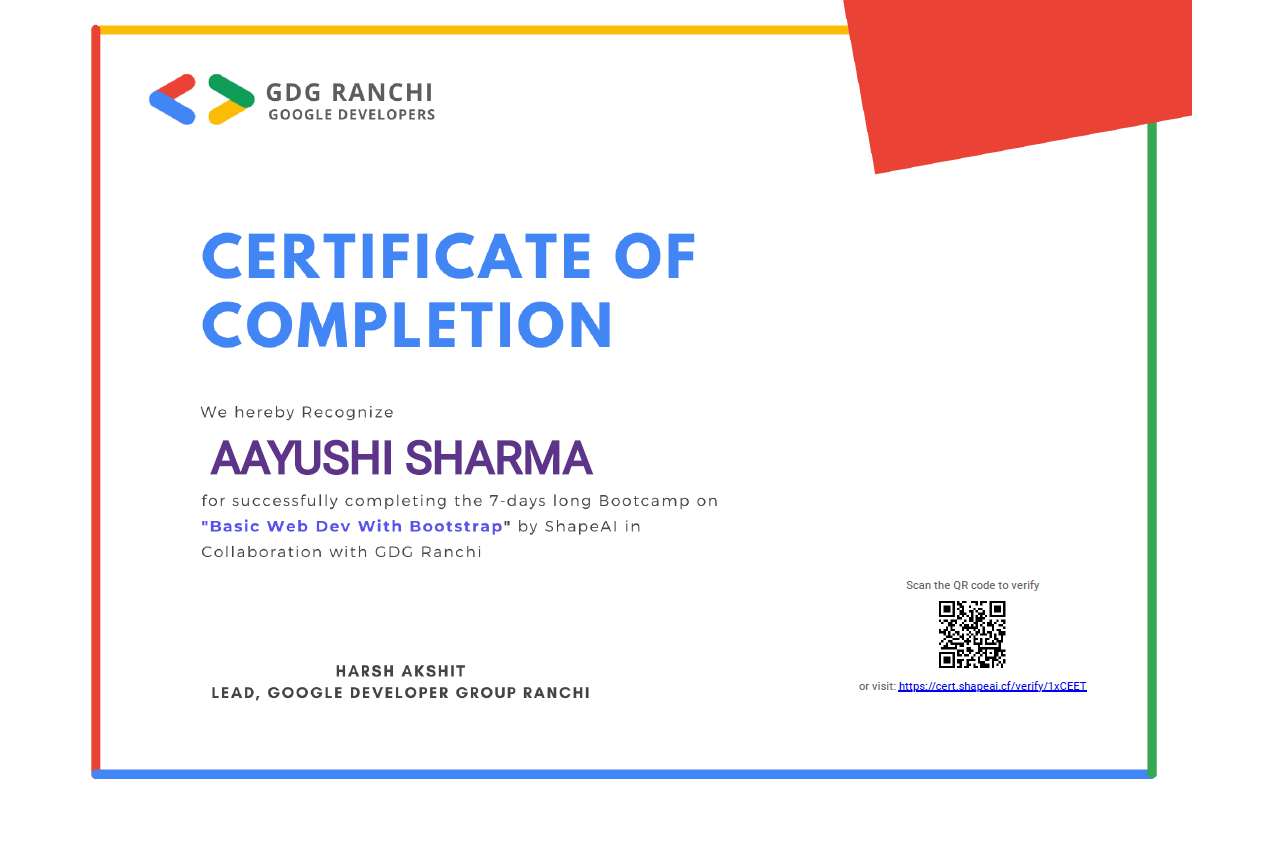 GDG RANCHI
GOOGLE DEVELOPERS
CERTIFICATE OF
COMPLETION
We hereby Recognize
AAYUSHI SHARMA
for successfully completing the 7-days long Bootcamp on
"Basic Web Dev With Bootstrap" by ShapeAI in
Collaboration with GDG Ranchi
Scan the QR code to verify
HARSH AKSHIT
LEAD, GOOGLE DEVELOPER GROUP RANCHI
or visit: https://cert.shapeai.cf/verify/1xCEET